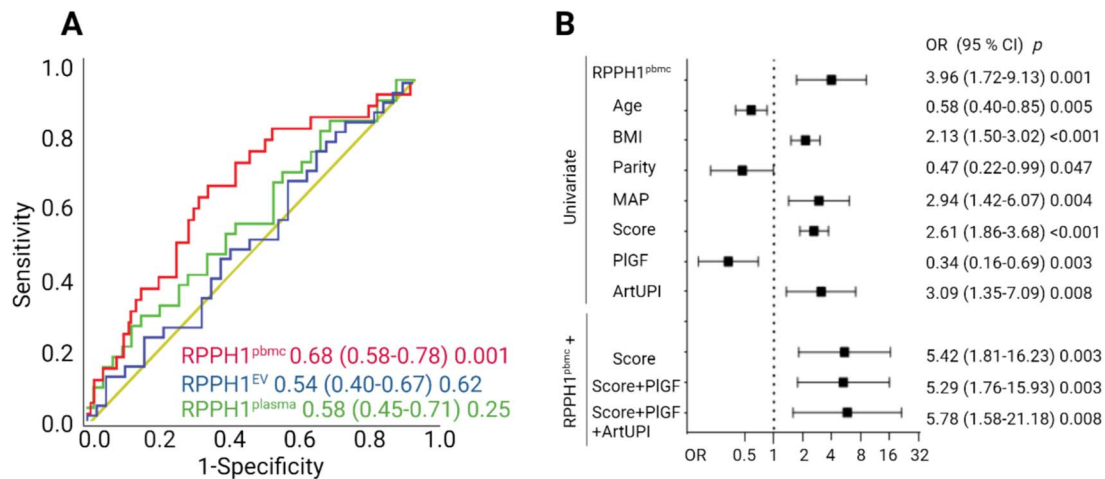 A
1.0
0.8
0.6
0.4
0.2
0.0
Sensitivity
RPPH1pbmc 0.68 (0.58-0.78) 0.001
RPPH1EV 0.54 (0.40-0.67) 0.62
RPPH1plasma 0.58 (0.45-0.71) 0.25
0.0 0.2 0.4 0.6 0.8 1.0
1-Specificity
B
OR (95 % CI) p
Univariate
RPPH1pbmc 3.96 (1.72-9.13) 0.001
Age 0.58 (0.40-0.85) 0.005
BMI 2.13 (1.50-3.02) <0.001
Parity 0.47 (0.22-0.99) 0.047
MAP 2.94 (1.42-6.07) 0.004
Score 2.61 (1.86-3.68) <0.001
PlGF 0.34 (0.16-0.69) 0.003
ArtUPI 3.09 (1.35-7.09) 0.008
RPPH1pbmc +
Score 5.42 (1.81-16.23) 0.003
Score+PlGF 5.29 (1.76-15.93) 0.003
Score+PlGF
+ArtUPI 5.78 (1.58-21.18) 0.008
OR 0.5 1 2 4 8 16 32